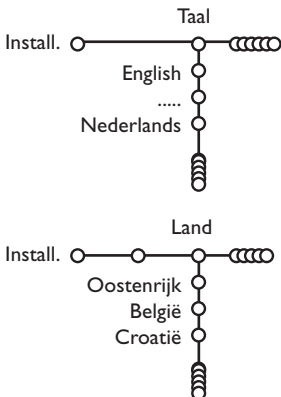 Taal
Install.
English
.....
Nederlands
Land
Install.
Oostenrijk
België
Croatië